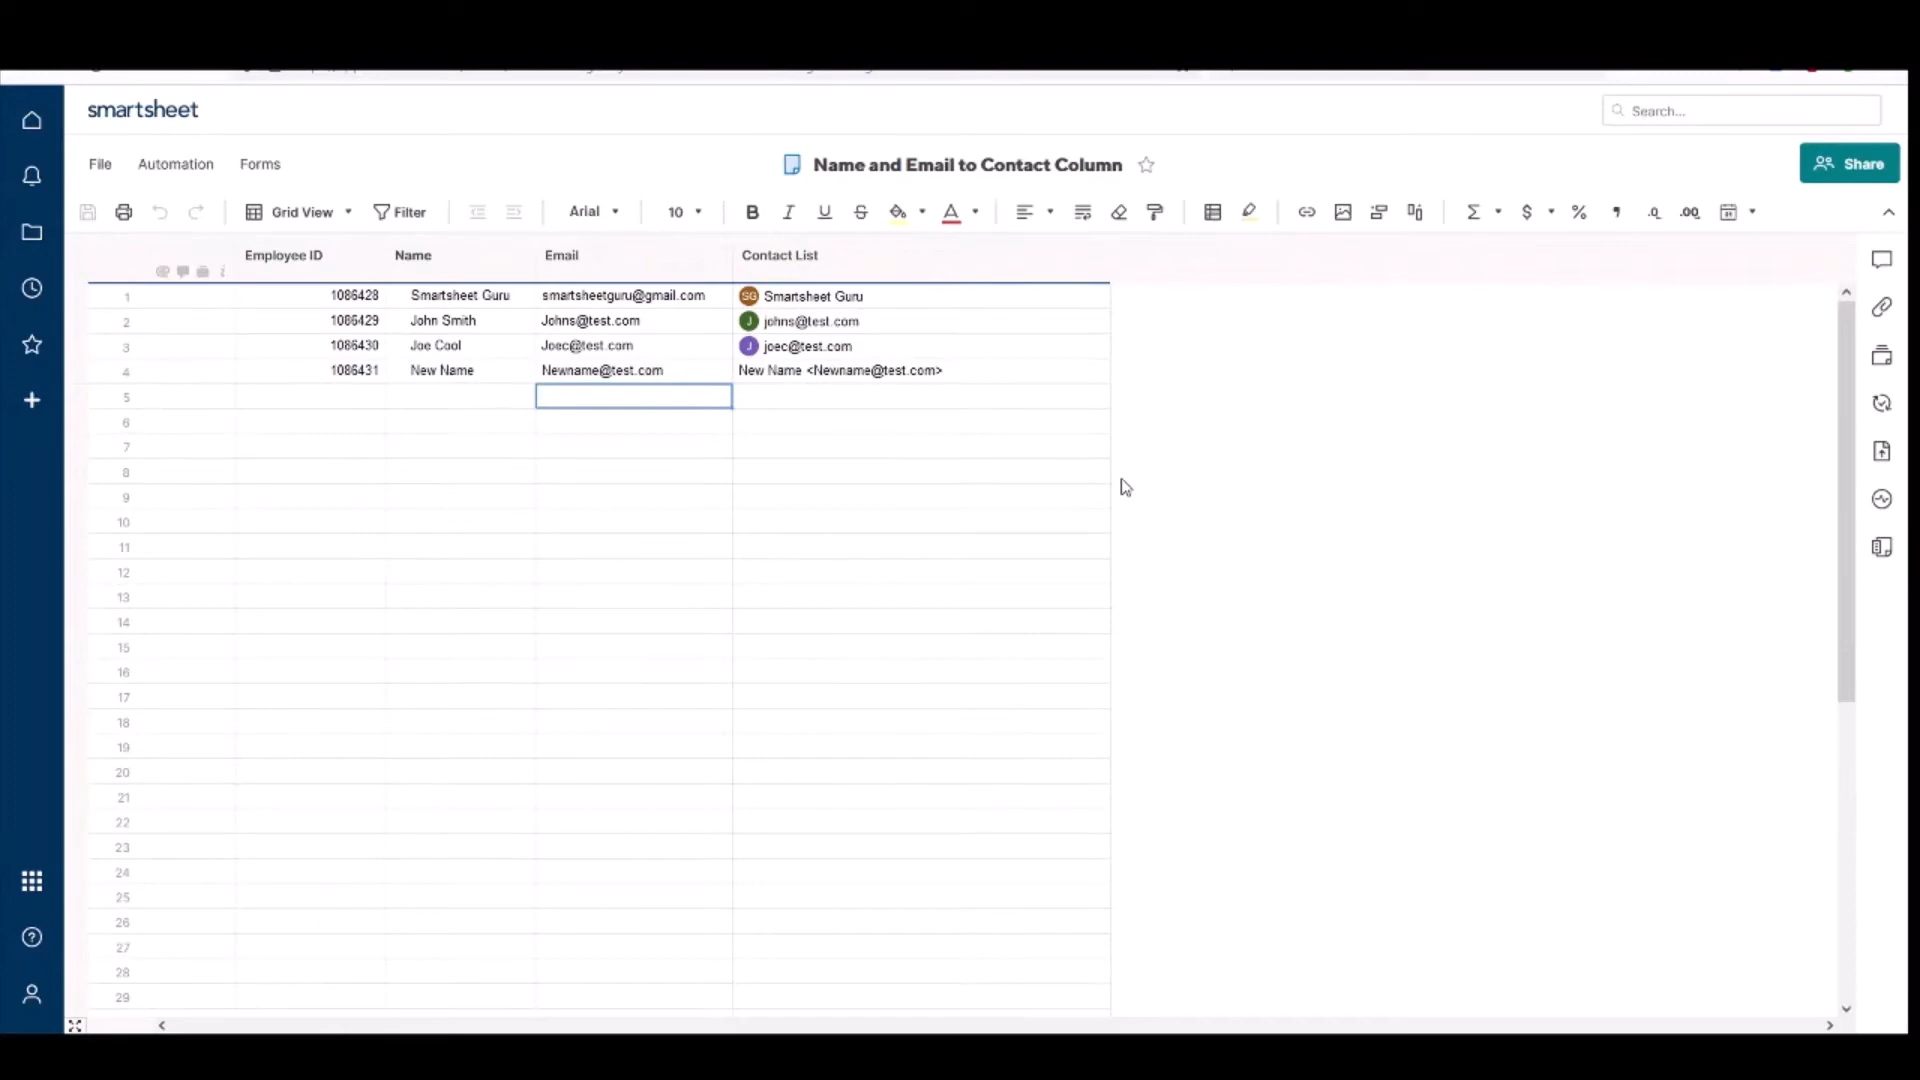 smartsheet
Search...
File Automation Forms
Name and Email to Contact Column
Share
Grid View Filter Arial 10 B I U S A Σ $ % ¶ .0 .00
Employee ID Name Email Contact List
1 1086428 Smartsheet Guru smartsheetguru@gmail.com SG Smartsheet Guru
2 1086429 John Smith Johns@test.com J johns@test.com
3 1086430 Joe Cool Joec@test.com J joec@test.com
4 1086431 New Name Newname@test.com New Name <Newname@test.com>
5
6
7
8
9
10
11
12
13
14
15
16
17
18
19
20
21
22
23
24
25
26
27
28
29